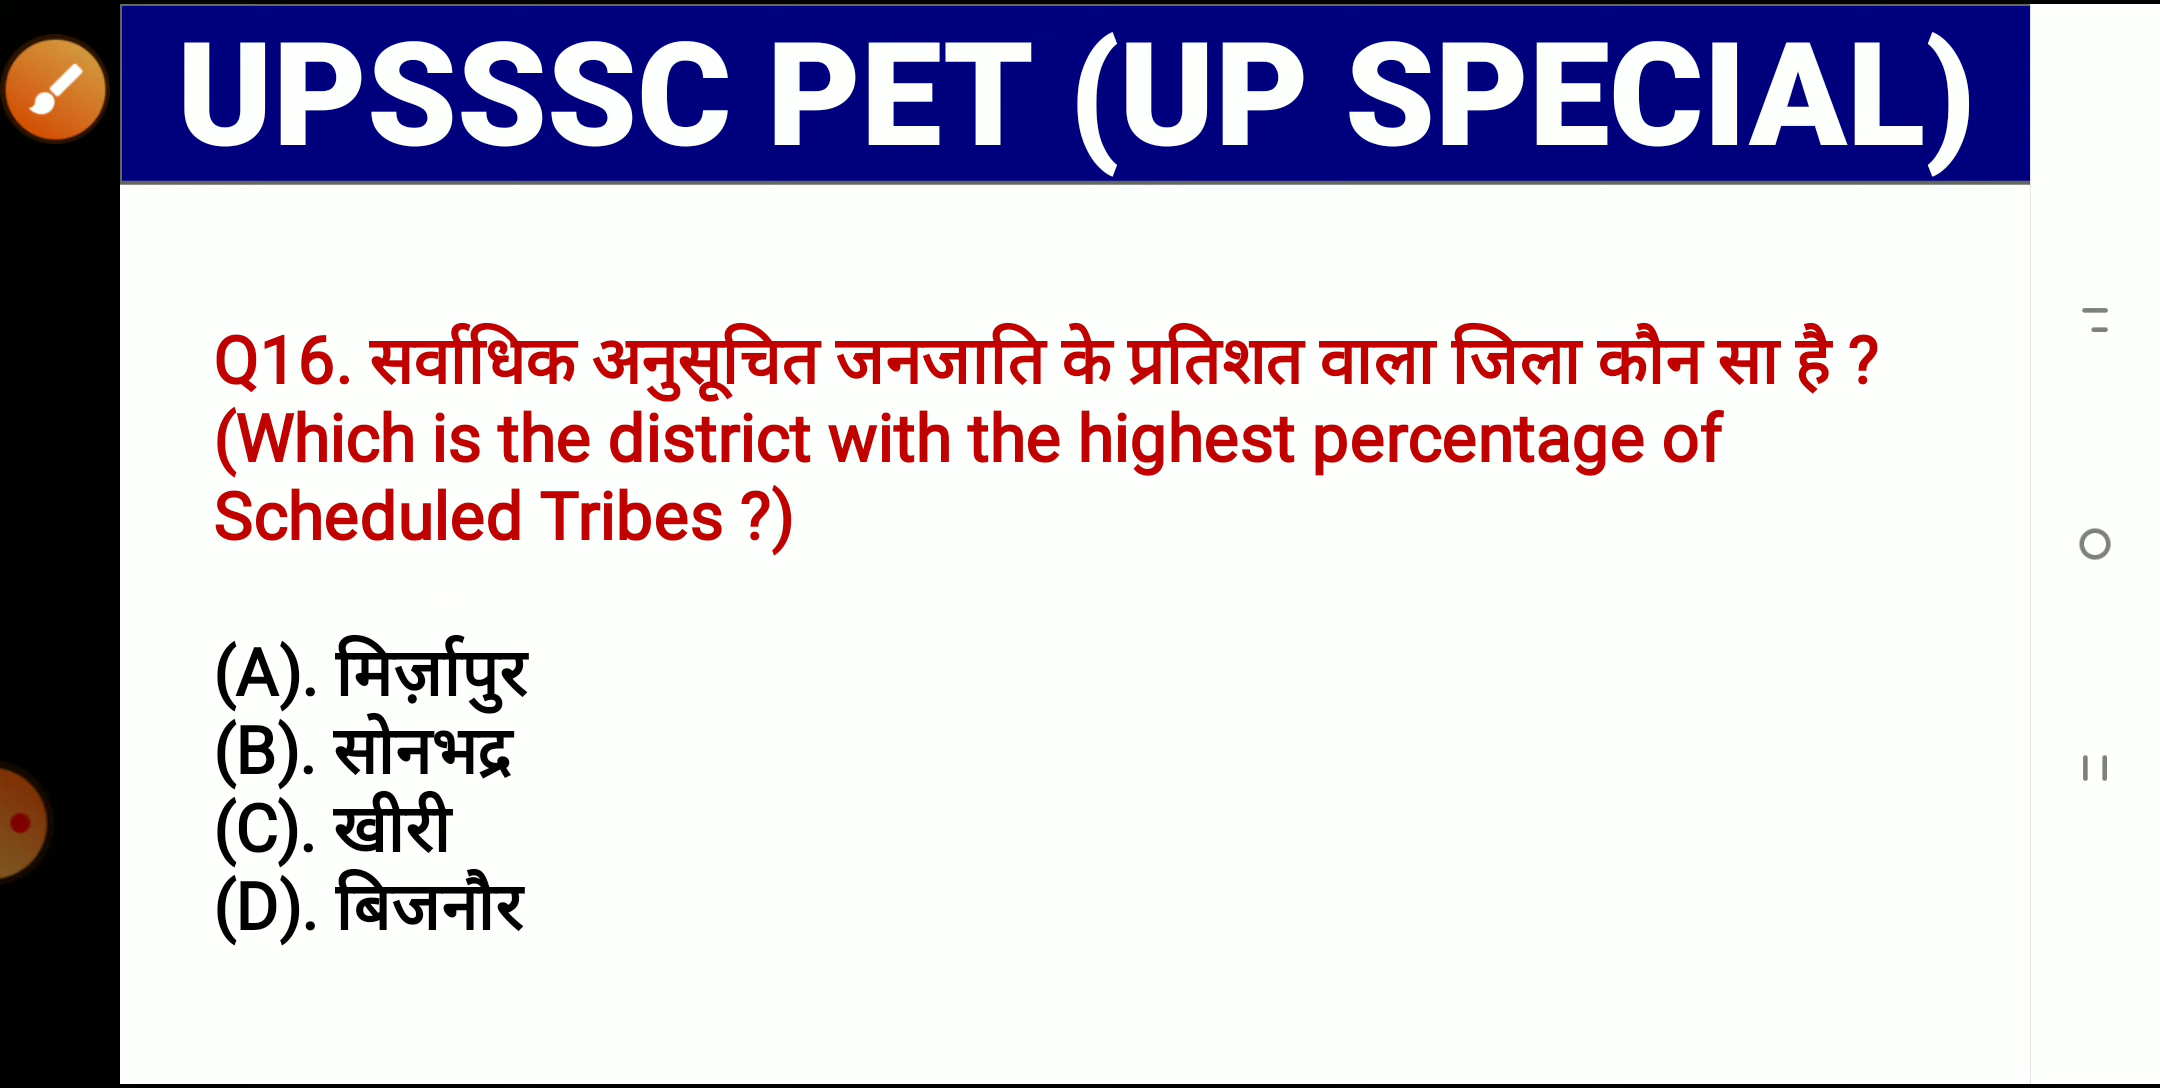 UPSSSC PET (UP SPECIAL)
Q16. सर्वाधिक अनुसूचित जनजाति के प्रतिशत वाला जिला कौन सा है ?
(Which is the district with the highest percentage of
Scheduled Tribes ?)
(A). मिर्ज़ापुर
(B). सोनभद्र
(C). खीरी
(D). बिजनौर